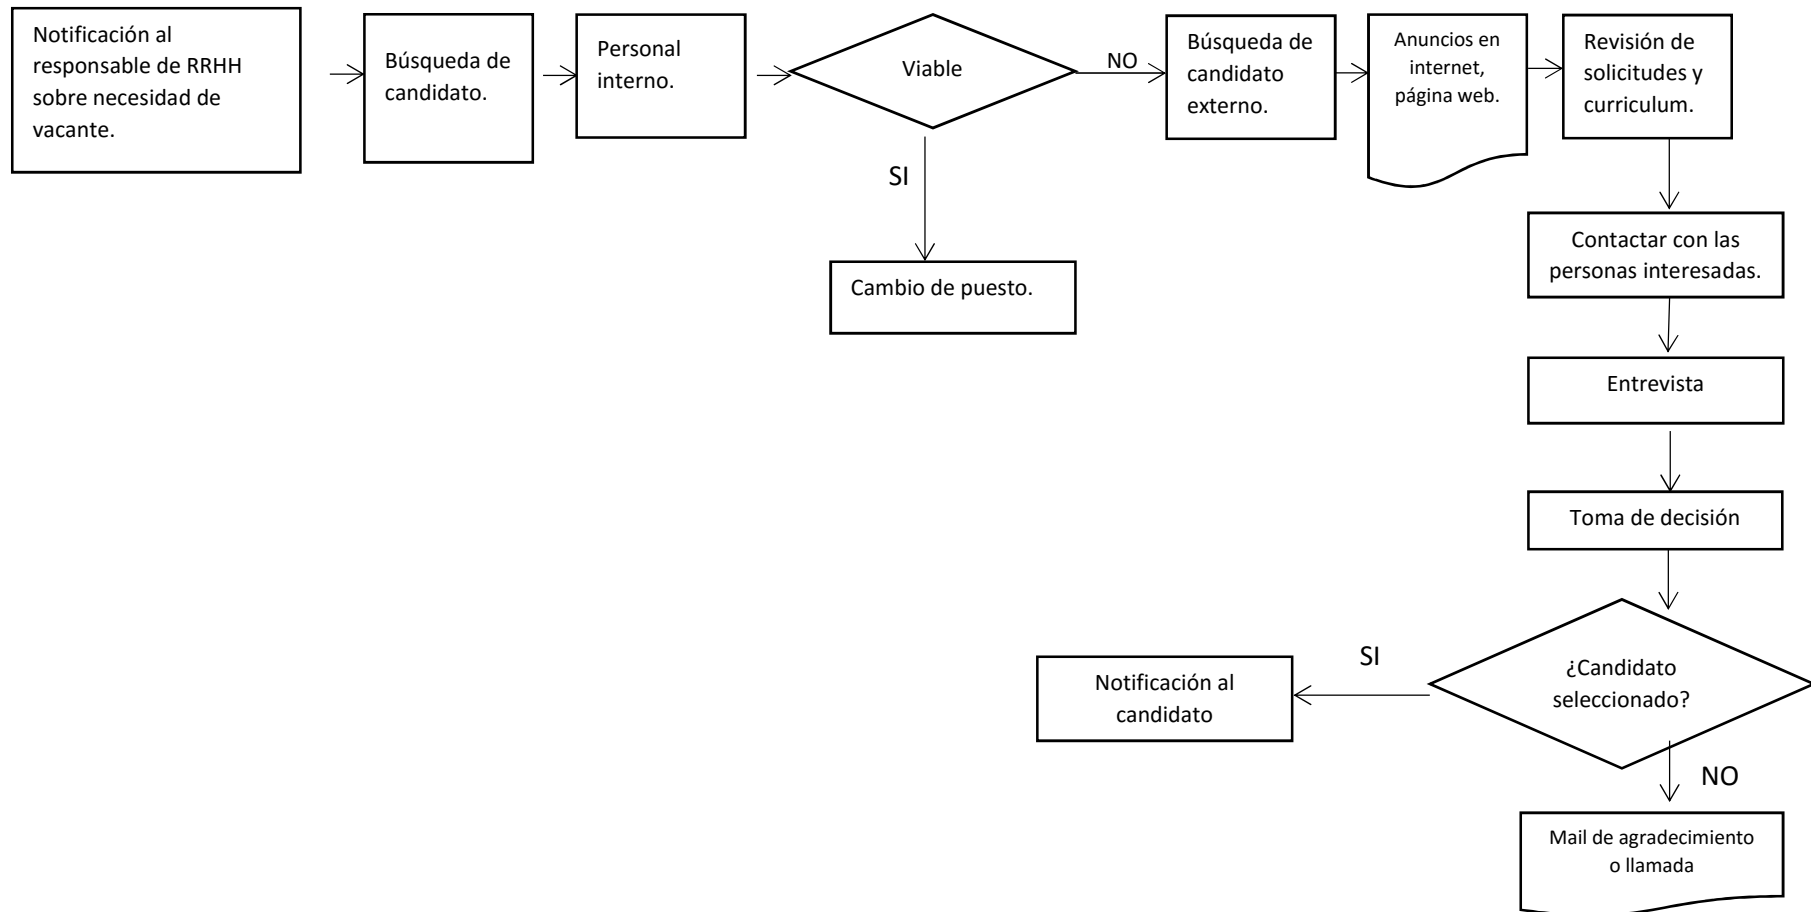 Notificación al
responsable de RRHH
sobre necesidad de
vacante.
Búsqueda de
candidato.
Personal
interno.
Viable
NO
SI
Cambio de puesto.
Búsqueda de
candidato
externo.
Anuncios en
internet,
página web.
Revisión de
solicitudes y
curriculum.
Contactar con las
personas interesadas.
Entrevista
Toma de decisión
¿Candidato
seleccionado?
SI
Notificación al
candidato
NO
Mail de agradecimiento
o llamada